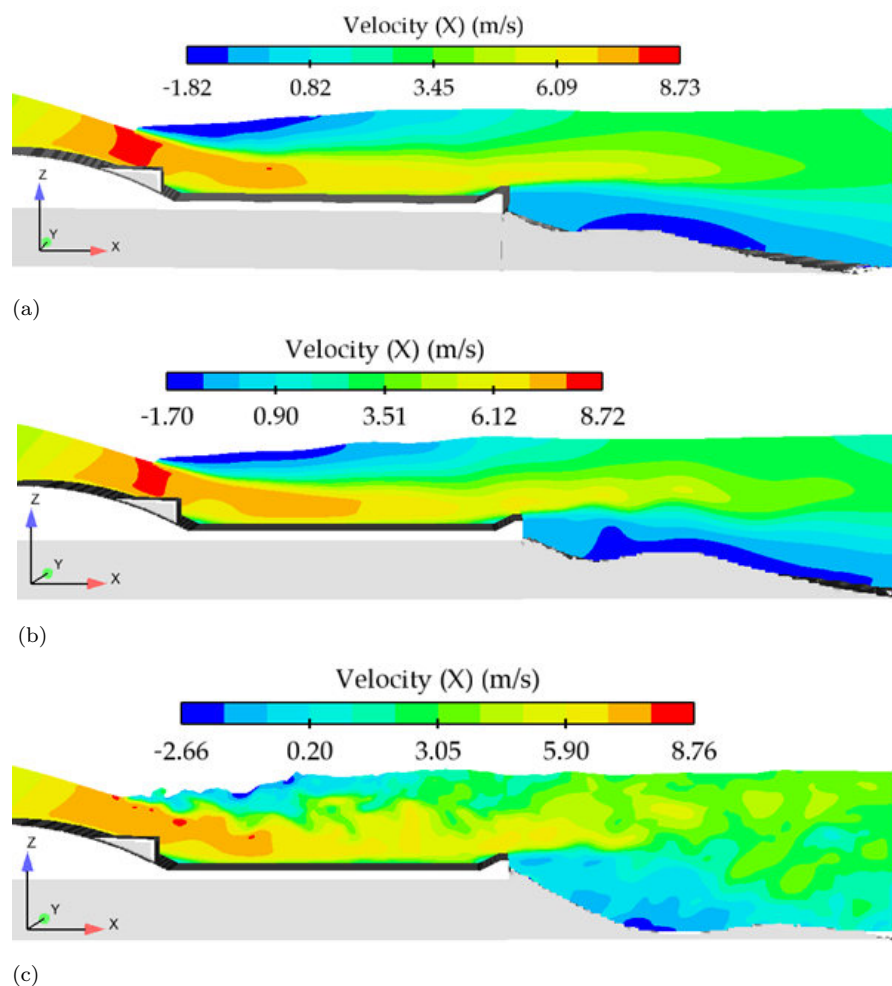 Velocity (X) (m/s)
-1.82 0.82 3.45 6.09 8.73
Z
Y
X
(a)
Velocity (X) (m/s)
-1.70 0.90 3.51 6.12 8.72
Z
Y
X
(b)
Velocity (X) (m/s)
-2.66 0.20 3.05 5.90 8.76
Z
Y
X
(c)